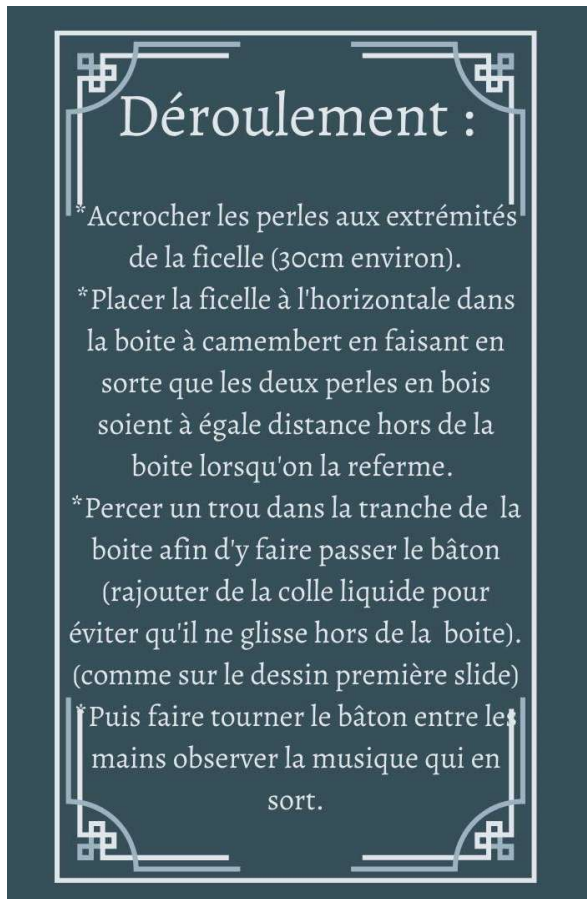 Déroulement :
*Accrocher les perles aux extrémités
de la ficelle (30cm environ).
*Placer la ficelle à l'horizontale dans
la boite à camembert en faisant en
sorte que les deux perles en bois
soient à égale distance hors de la
boite lorsqu'on la referme.
*Percer un trou dans la tranche de la
boite afin d'y faire passer le bâton
(rajouter de la colle liquide pour
éviter qu'il ne glisse hors de la boite).
(comme sur le dessin première slide)
*Puis faire tourner le bâton entre les
mains observer la musique qui en
sort.